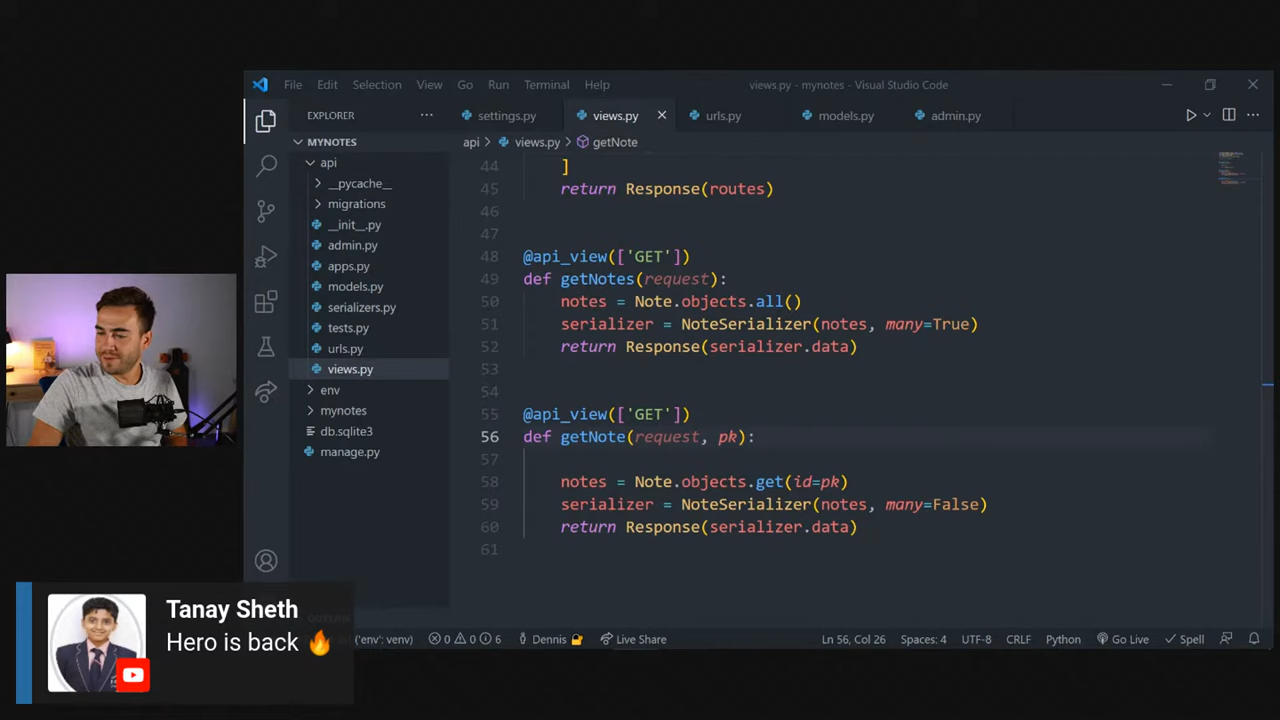 File Edit Selection View Go Run Terminal Help
views.py - mynotes - Visual Studio Code
EXPLORER
settings.py
views.py
urls.py
models.py
admin.py
MYNOTES
api > views.py > getNote
api
__pycache__
migrations
__init__.py
admin.py
apps.py
models.py
serializers.py
tests.py
urls.py
views.py
env
mynotes
db.sqlite3
manage.py
44 ]
45 return Response(routes)
46
47
48 @api_view(['GET'])
49 def getNotes(request):
50 notes = Note.objects.all()
51 serializer = NoteSerializer(notes, many=True)
52 return Response(serializer.data)
53
54
55 @api_view(['GET'])
56 def getNote(request, pk):
57
58 notes = Note.objects.get(id=pk)
59 serializer = NoteSerializer(notes, many=False)
60 return Response(serializer.data)
61
('env': venv) 0 0 6 Dennis Live Share Ln 56, Col 26 Spaces: 4 UTF-8 CRLF Python Go Live Spell
Tanay Sheth
Hero is back 🔥